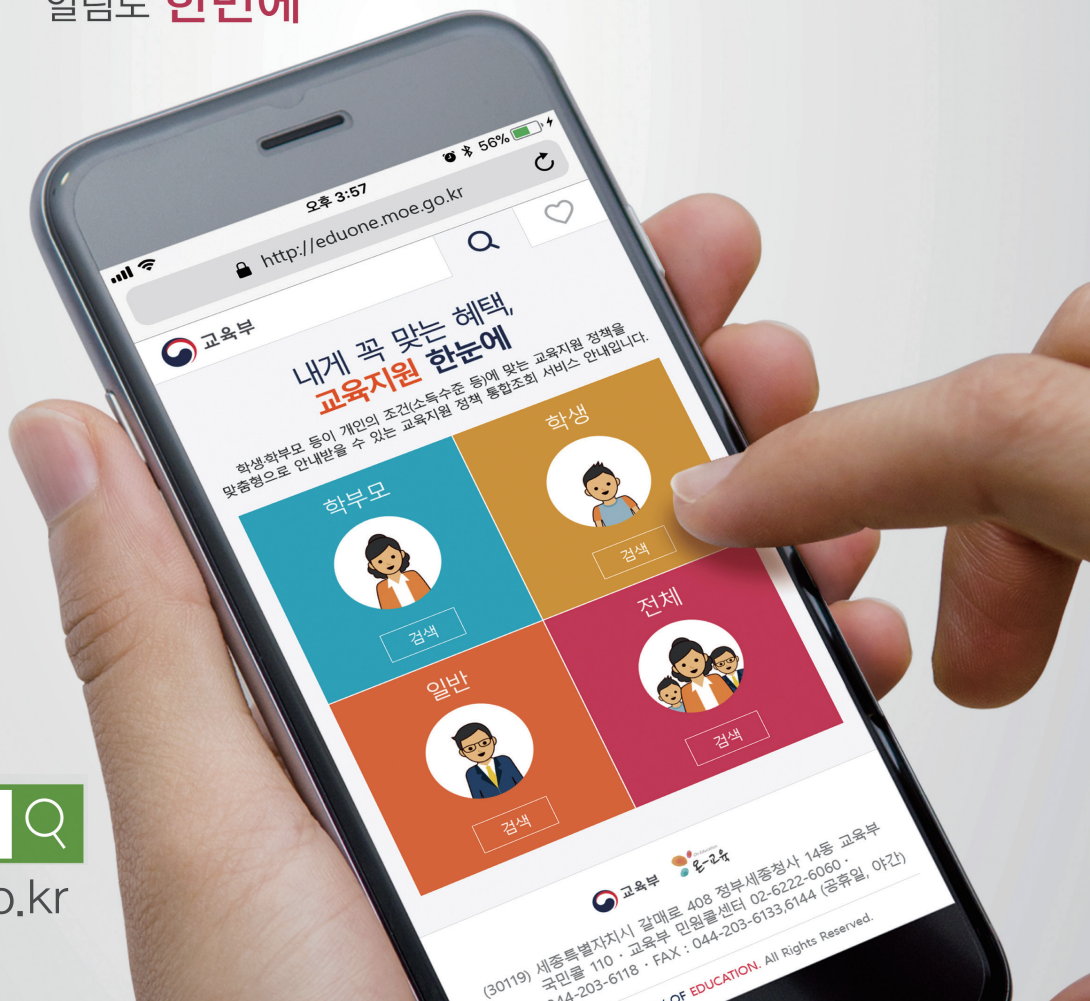 알림도 한번에
오후 3:57
56%
http://eduone.moe.go.kr
교육부
내게 꼭 맞는 혜택,
교육지원 한눈에
학생·학부모 등이 개인의 조건(소득수준 등)에 맞는 교육지원 정책을
맞춤형으로 안내받을 수 있는 교육지원 정책 통합조회 서비스 안내입니다.
학부모
검색
학생
검색
일반
검색
전체
검색
교육부
온-교육
(30119) 세종특별자치시 갈매로 408 정부세종청사 14동 교육부
국민콜 110 · 교육부 민원콜센터 02-6222-6060 ·
044-203-6118 · FAX : 044-203-6133,6144 (공휴일, 야간)
OF EDUCATION. All Rights Reserved.
o.kr